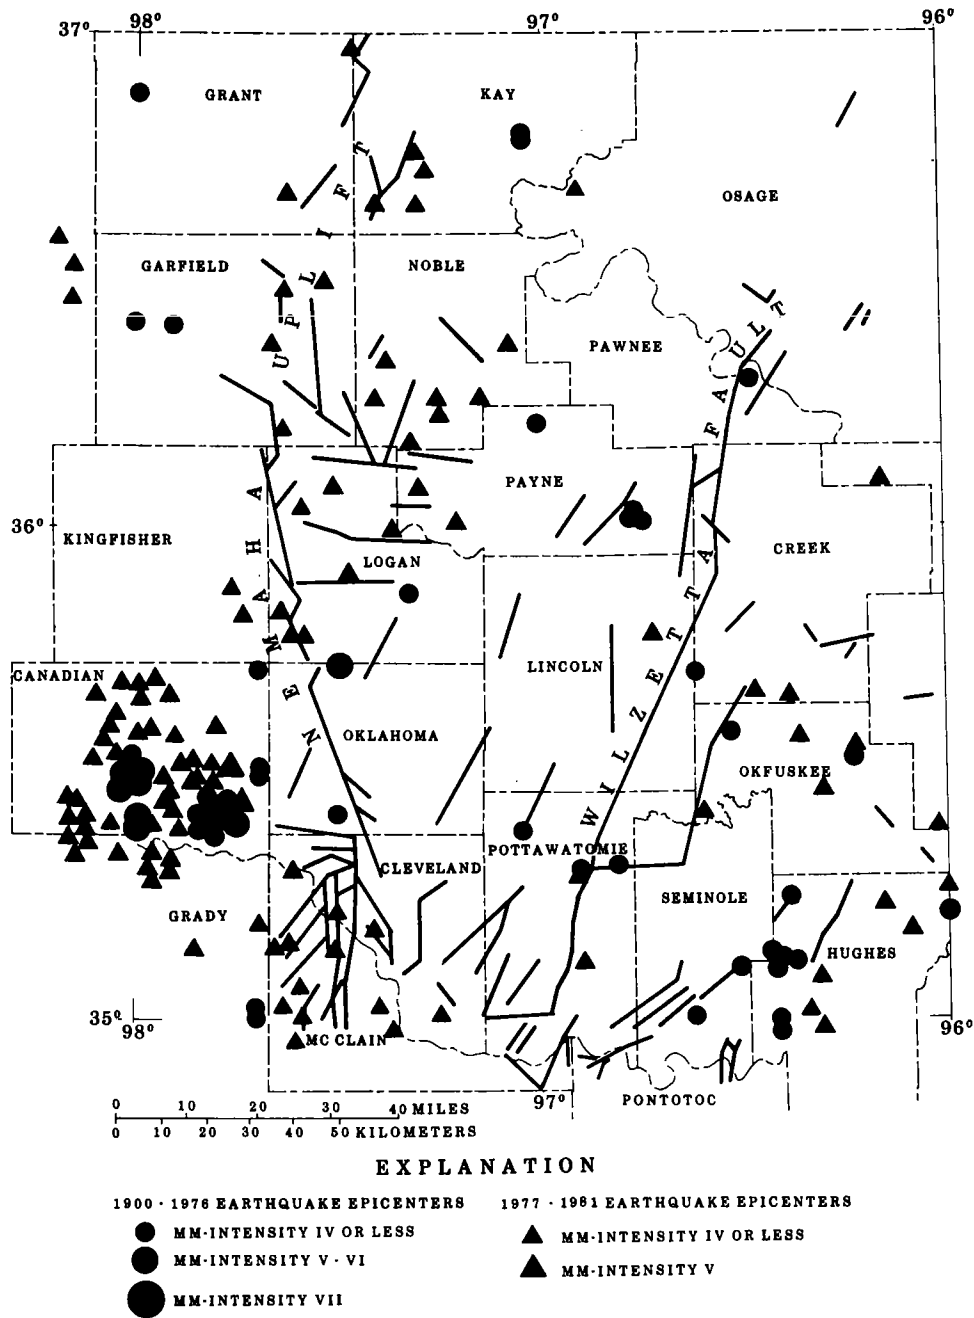 98° 97° 96°
37°
GRANT KAY
OSAGE
GARFIELD NOBLE
PAWNEE
NEMAHA UPLIFT
WILZETTA FAULT
PAYNE
36°
KINGFISHER
LOGAN
CREEK
LINCOLN
CANADIAN
OKLAHOMA
OKFUSKEE
POTTAWATOMIE
CLEVELAND
SEMINOLE
GRADY
HUGHES
35°
98° 96°
MC CLAIN
97°
PONTOTOC
0 10 20 30 40 MILES
0 10 20 30 40 50 KILOMETERS
EXPLANATION
1900 - 1976 EARTHQUAKE EPICENTERS
MM-INTENSITY IV OR LESS
MM-INTENSITY V - VI
MM-INTENSITY VII
1977 - 1981 EARTHQUAKE EPICENTERS
MM-INTENSITY IV OR LESS
MM-INTENSITY V